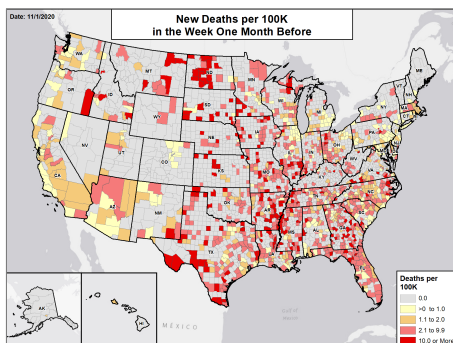 Date: 11/1/2020
New Deaths per 100K
in the Week One Month Before
WA
MT
ND
MN
ME
OR
ID
SD
WI
MI
VT
NH
NY
MA
CT
WY
IA
PA
NV
UT
NE
IL
IN
OH
CA
CO
KS
MO
WV
VA
AZ
NM
OK
AR
NC
SC
TX
LA
MS
AL
GA
FL
AK
HI
MEXICO
Gulf of
Deaths per
100K
0.0
>0 to 1.0
1.1 to 2.0
2.1 to 9.9
10.0 or More